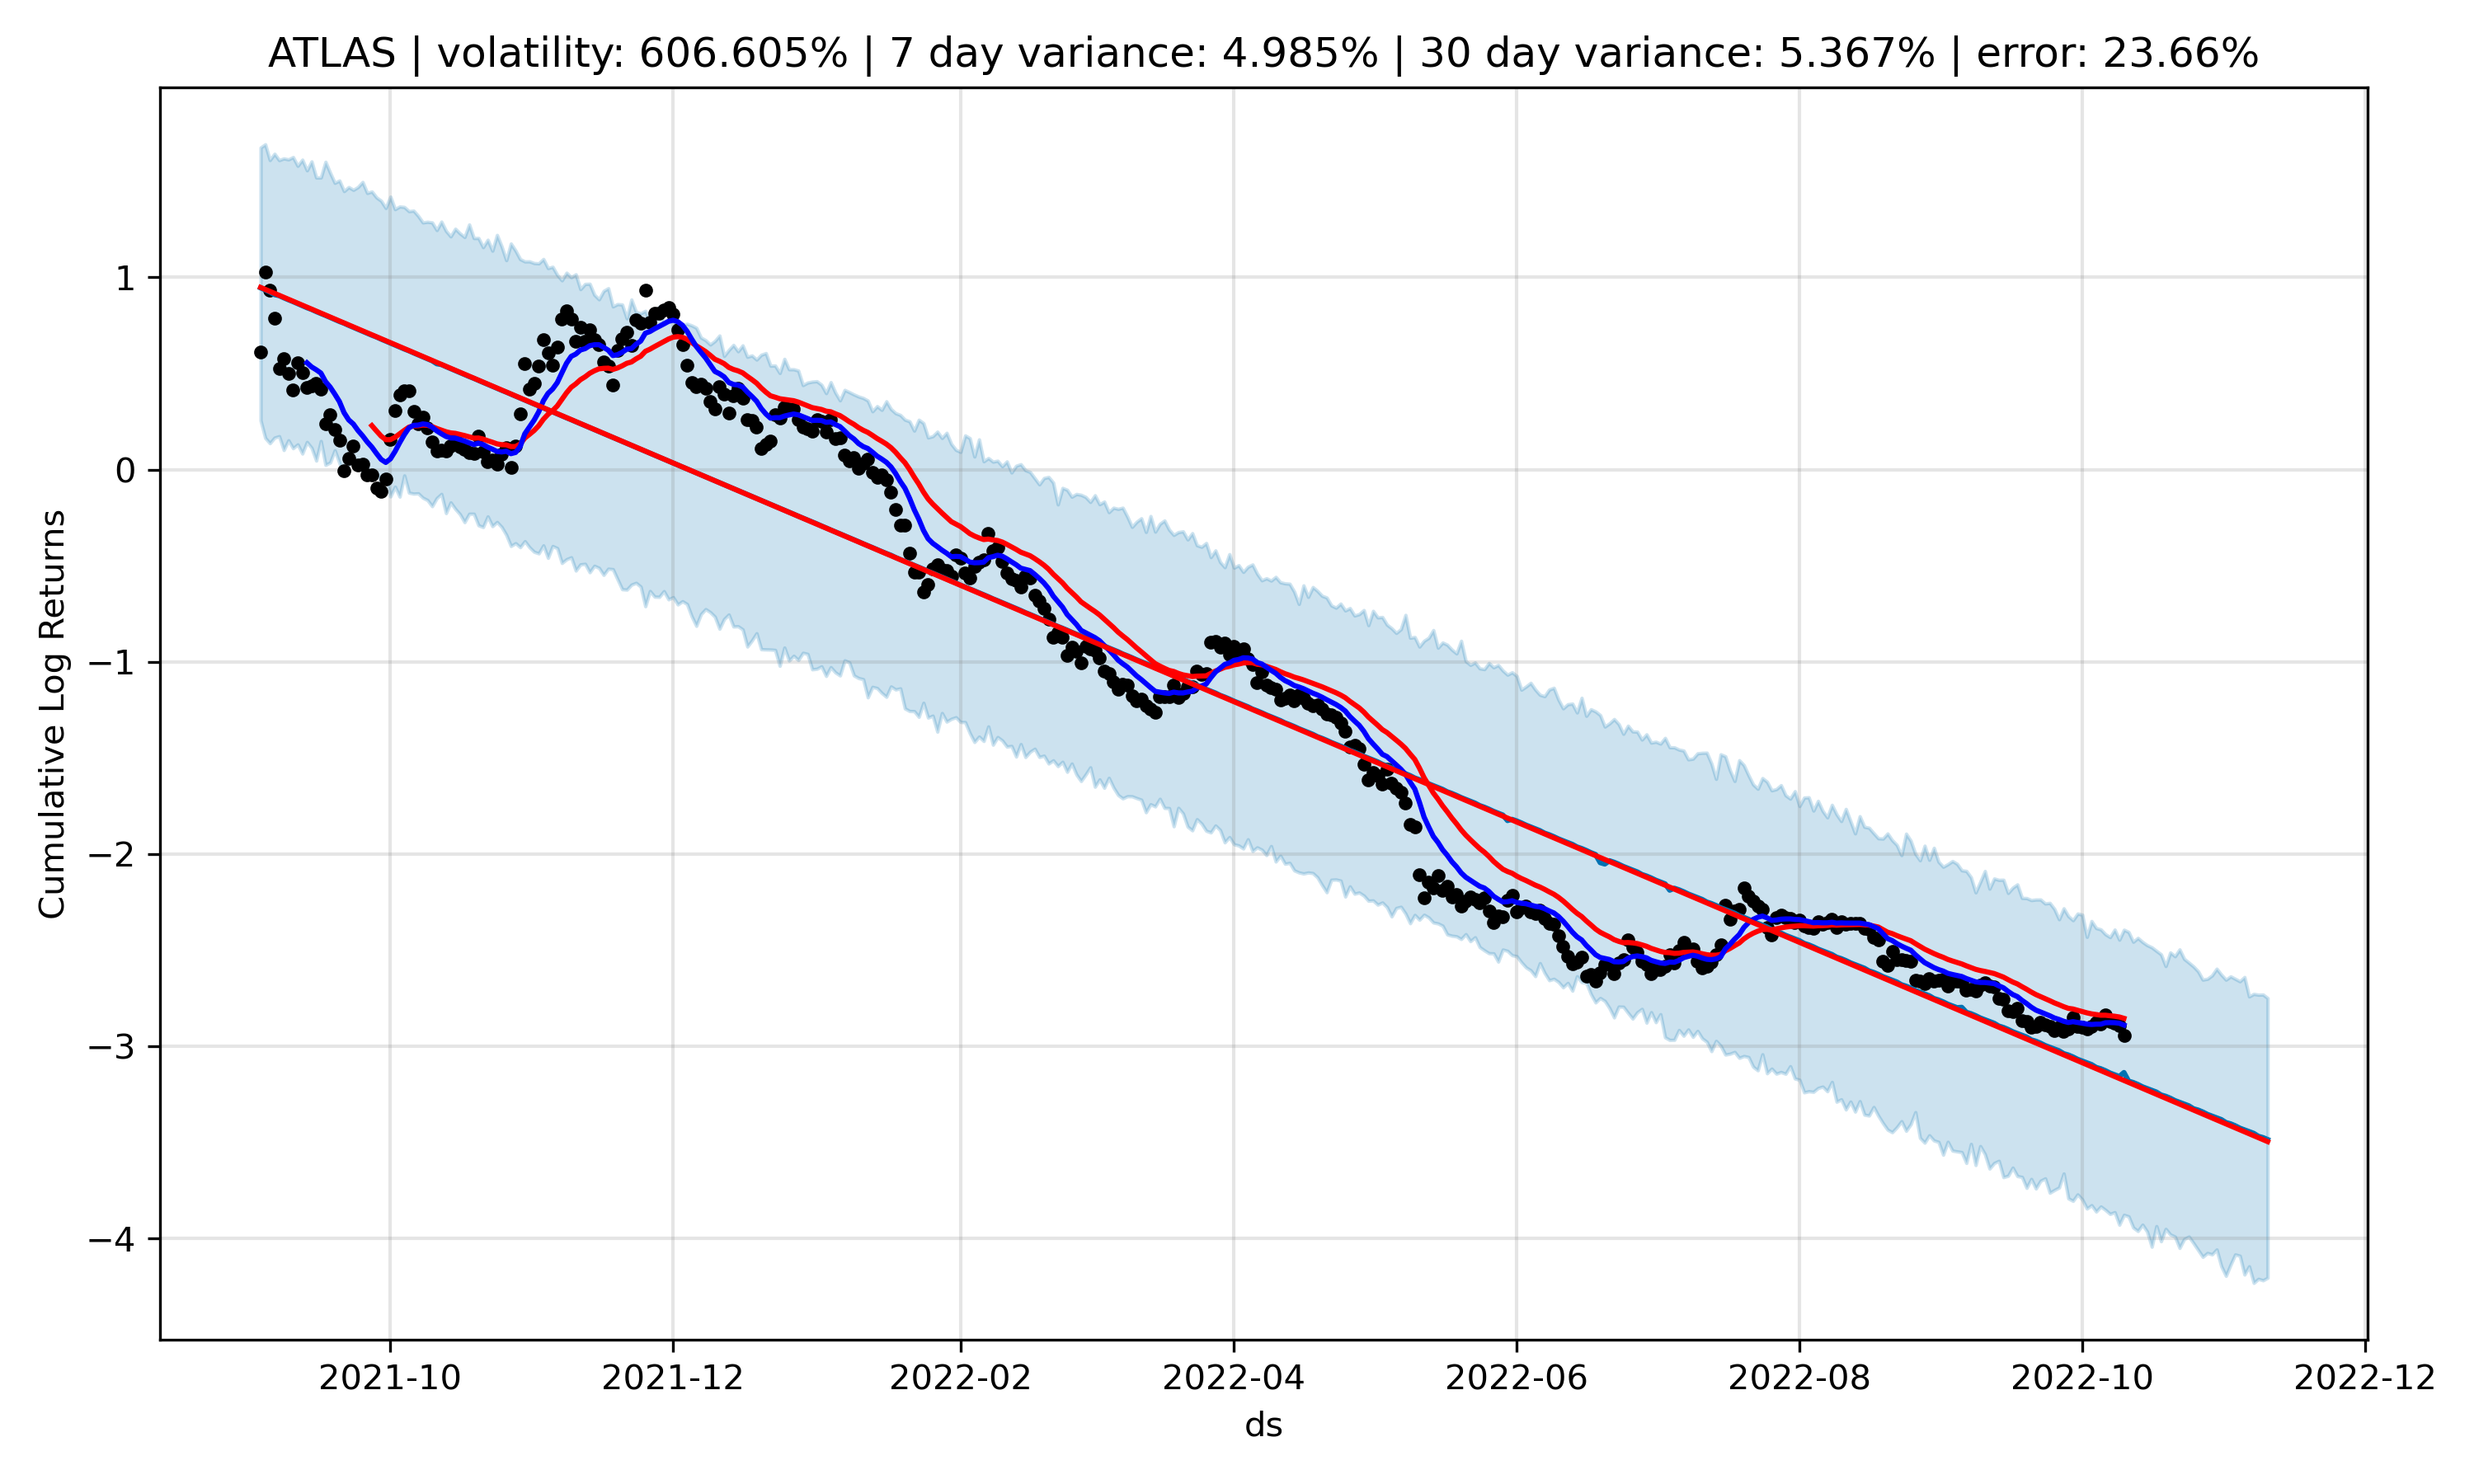 ATLAS | volatility: 606.605% | 7 day variance: 4.985% | 30 day variance: 5.367% | error: 23.66%
Cumulative Log Returns
1
0
−1
−2
−3
−4
2021-10 2021-12 2022-02 2022-04 2022-06 2022-08 2022-10 2022-12
ds